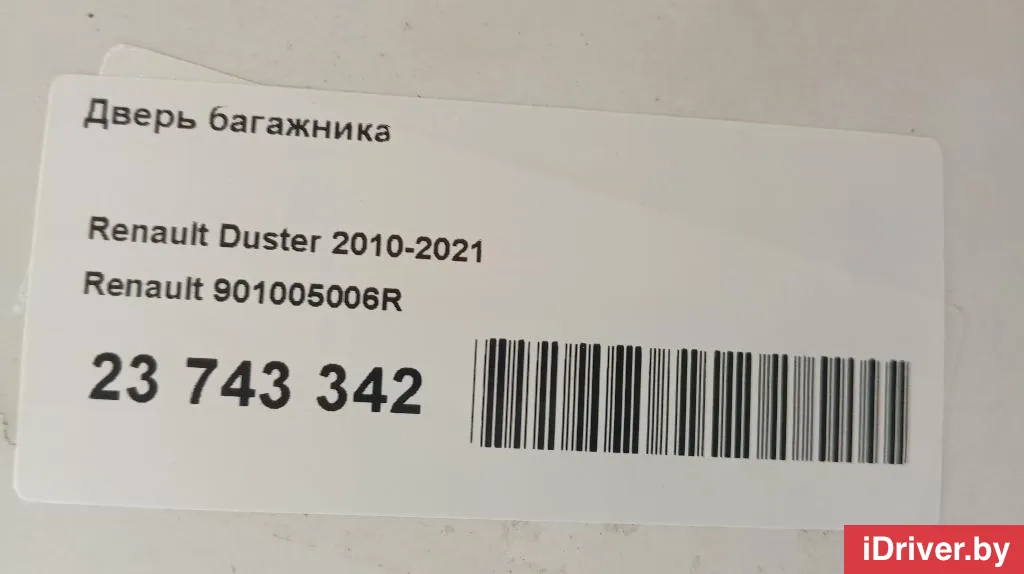 Дверь багажника
Renault Duster 2010-2021
Renault 901005006R
23 743 342
iDriver.by